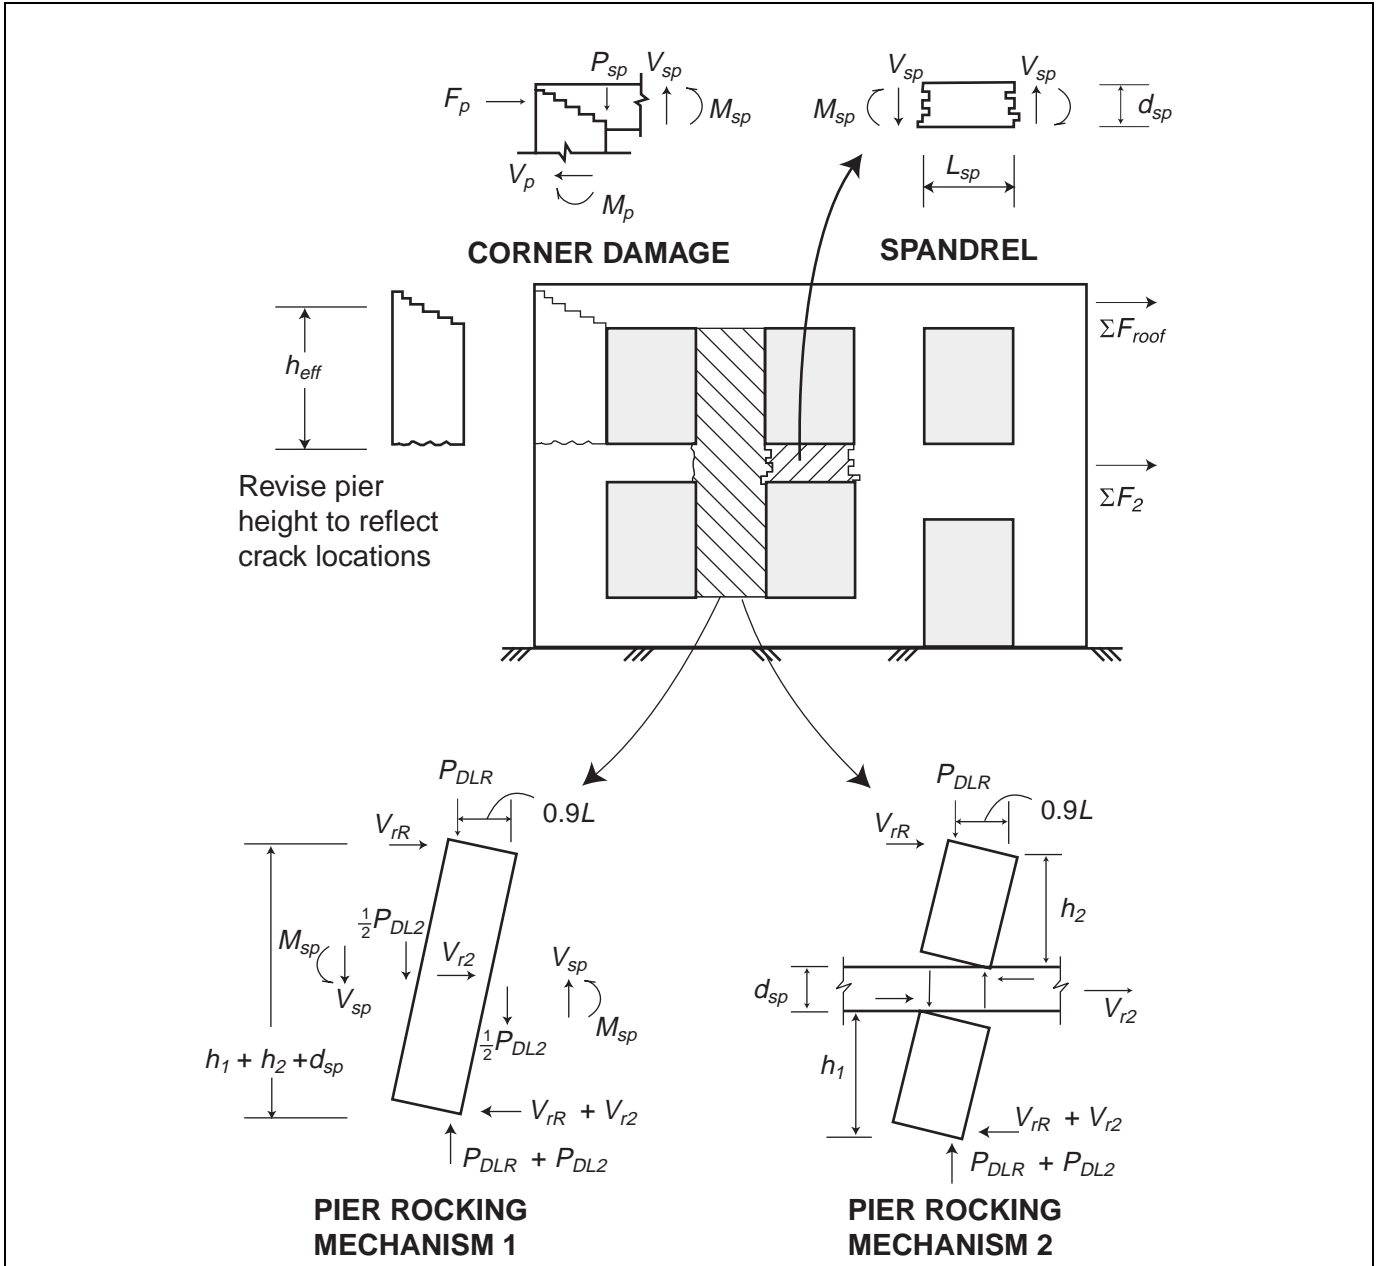 P_sp V_sp
F_p
M_sp
V_p
M_p
CORNER DAMAGE
V_sp V_sp
M_sp
d_sp
L_sp
SPANDREL
h_eff
Revise pier
height to reflect
crack locations
ΣF_roof
ΣF_2
P_DLR
0.9L
V_rR
½P_DL2
M_sp
V_r2
V_sp
V_sp
½P_DL2
M_sp
h_1 + h_2 + d_sp
V_rR + V_r2
P_DLR + P_DL2
PIER ROCKING
MECHANISM 1
P_DLR
0.9L
V_rR
h_2
d_sp
V_r2
h_1
V_rR + V_r2
P_DLR + P_DL2
PIER ROCKING
MECHANISM 2